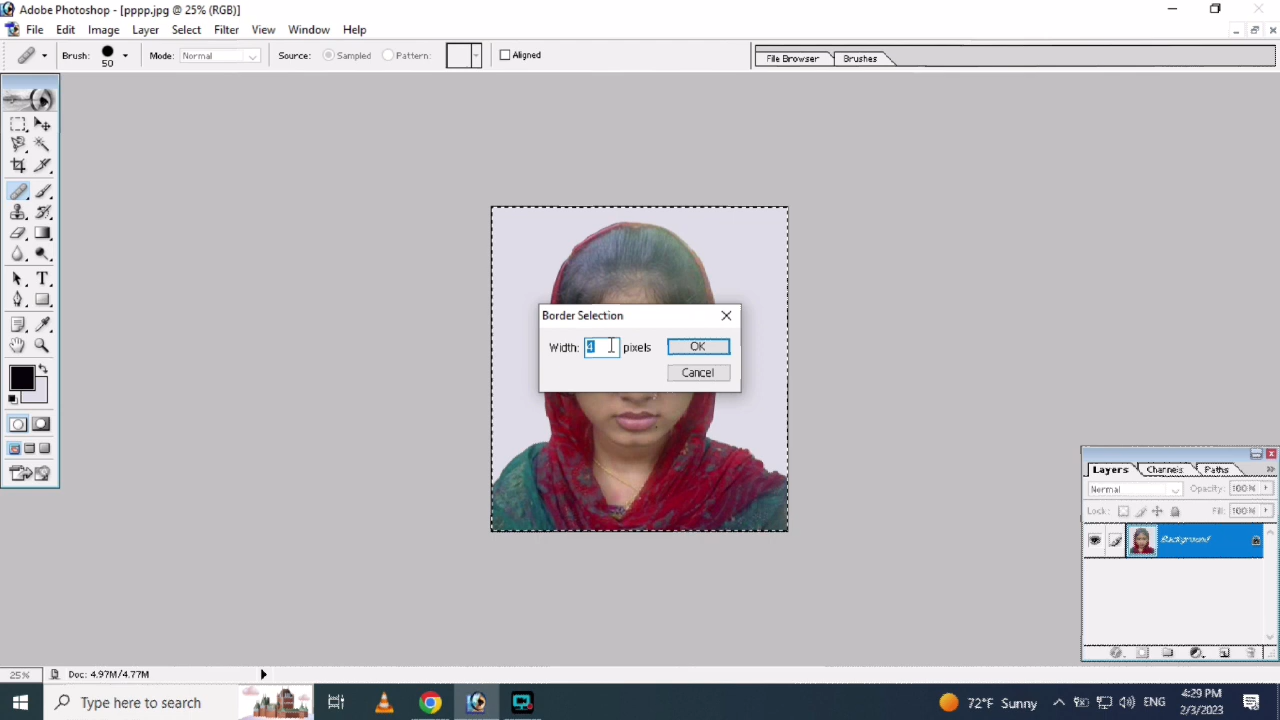 Adobe Photoshop - [pppp.jpg @ 25% (RGB)]
File Edit Image Layer Select Filter View Window Help
Brush: 50 Mode: Normal Source: Sampled Pattern: Aligned
File Browser Brushes
Border Selection
Width: 4 pixels OK
Cancel
Layers Channels Paths
Normal Opacity: 100%
Lock: Fill: 100%
Background
25% Doc: 4.97M/4.77M
Type here to search
72°F Sunny ENG
4:29 PM
2/3/2023